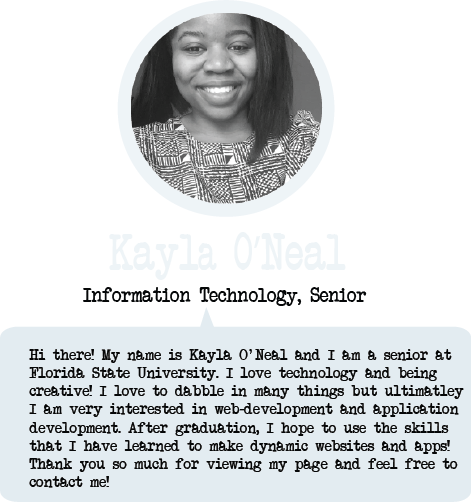 Kayla O'Neal
Information Technology, Senior
Hi there! My name is Kayla O'Neal and I am a senior at
Florida State University. I love technology and being
creative! I love to dabble in many things but ultimatley
I am very interested in web-development and application
development. After graduation, I hope to use the skills
that I have learned to make dynamic websites and apps!
Thank you so much for viewing my page and feel free to
contact me!